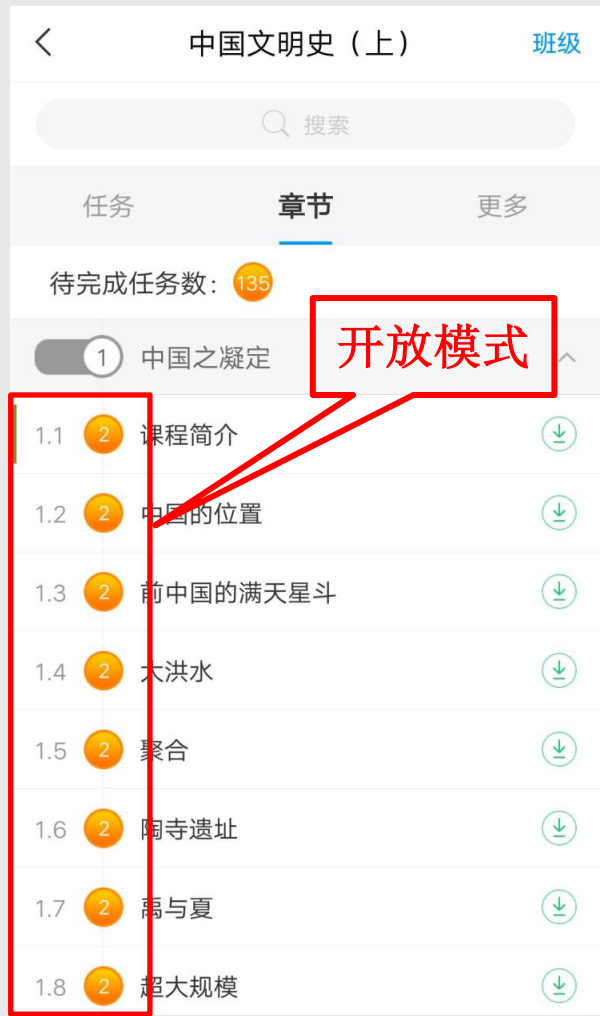 中国文明史（上） 班级
搜索
任务 章节 更多
待完成任务数：135
开放模式
1 中国之凝定
1.1 2 课程简介
1.2 2 中国的位置
1.3 2 前中国的满天星斗
1.4 2 大洪水
1.5 2 聚合
1.6 2 陶寺遗址
1.7 2 禹与夏
1.8 2 超大规模